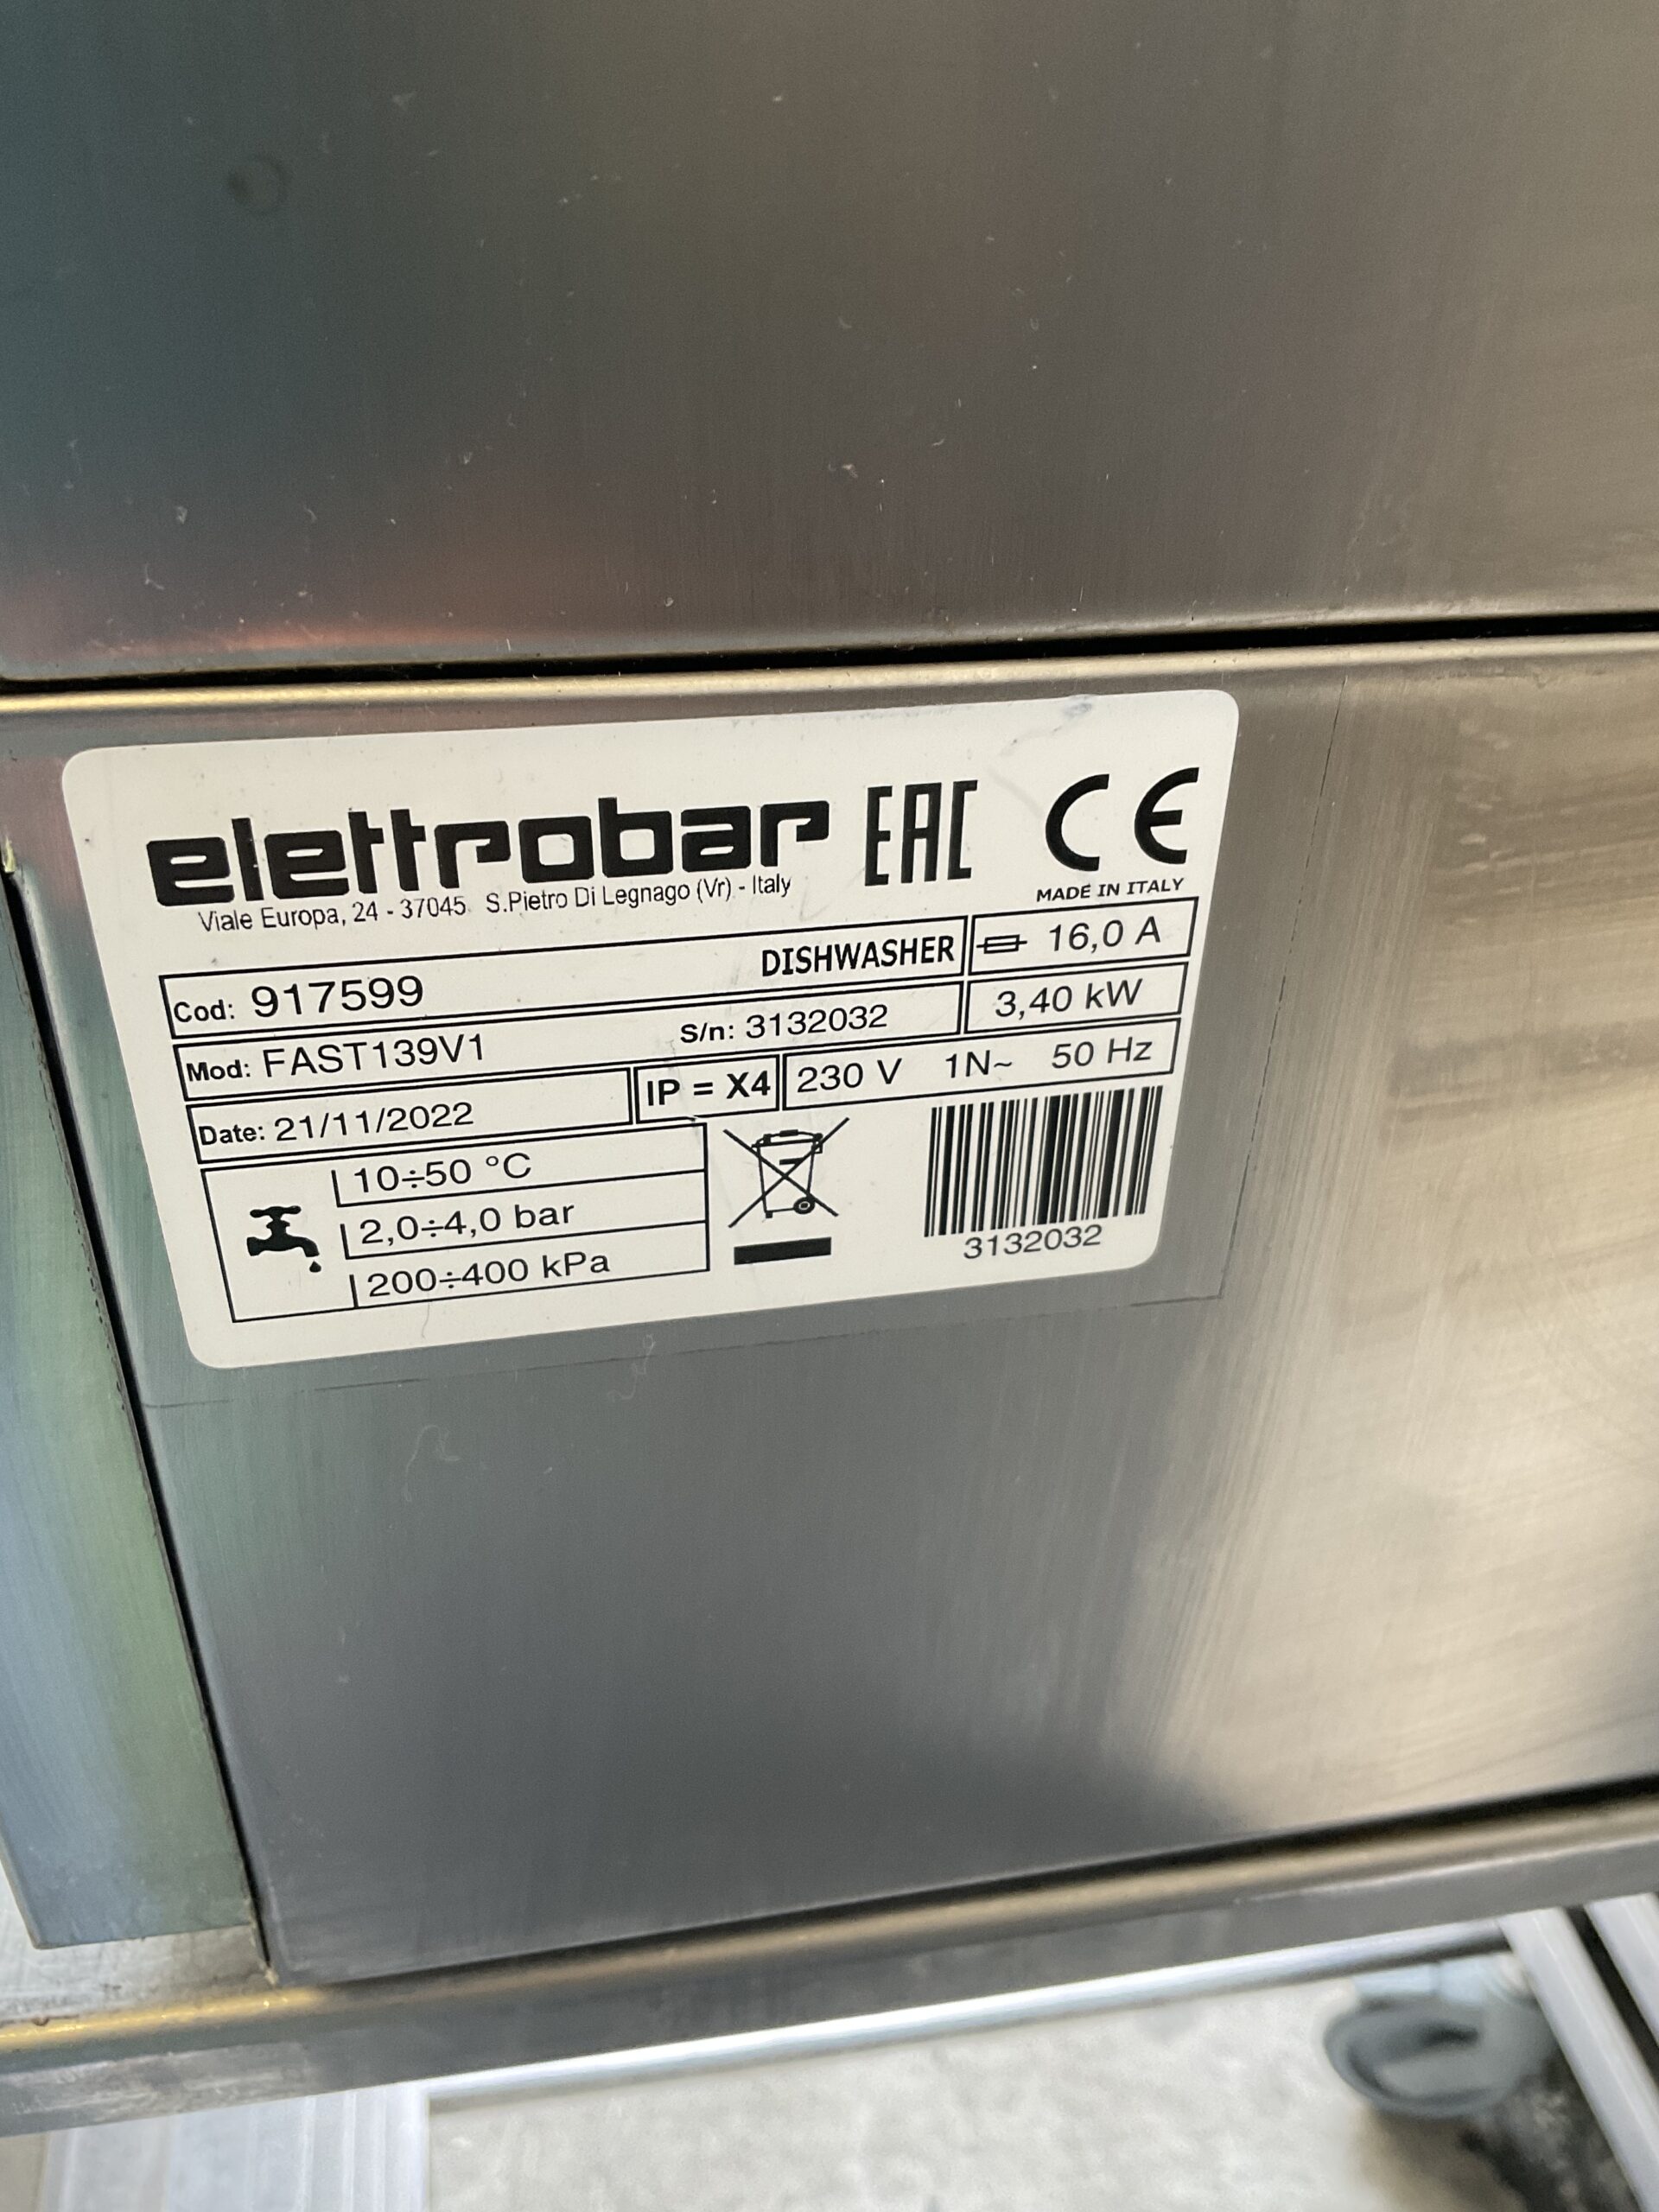 elettrobar EAC CE
Viale Europa, 24 - 37045 S.Pietro Di Legnago (Vr) - Italy
MADE IN ITALY
Cod: 917599 DISHWASHER 16,0 A
Mod: FAST139V1 S/n: 3132032 3,40 kW
Date: 21/11/2022 IP = X4 230 V 1N~ 50 Hz
10÷50 °C
2,0÷4,0 bar
200÷400 kPa
3132032